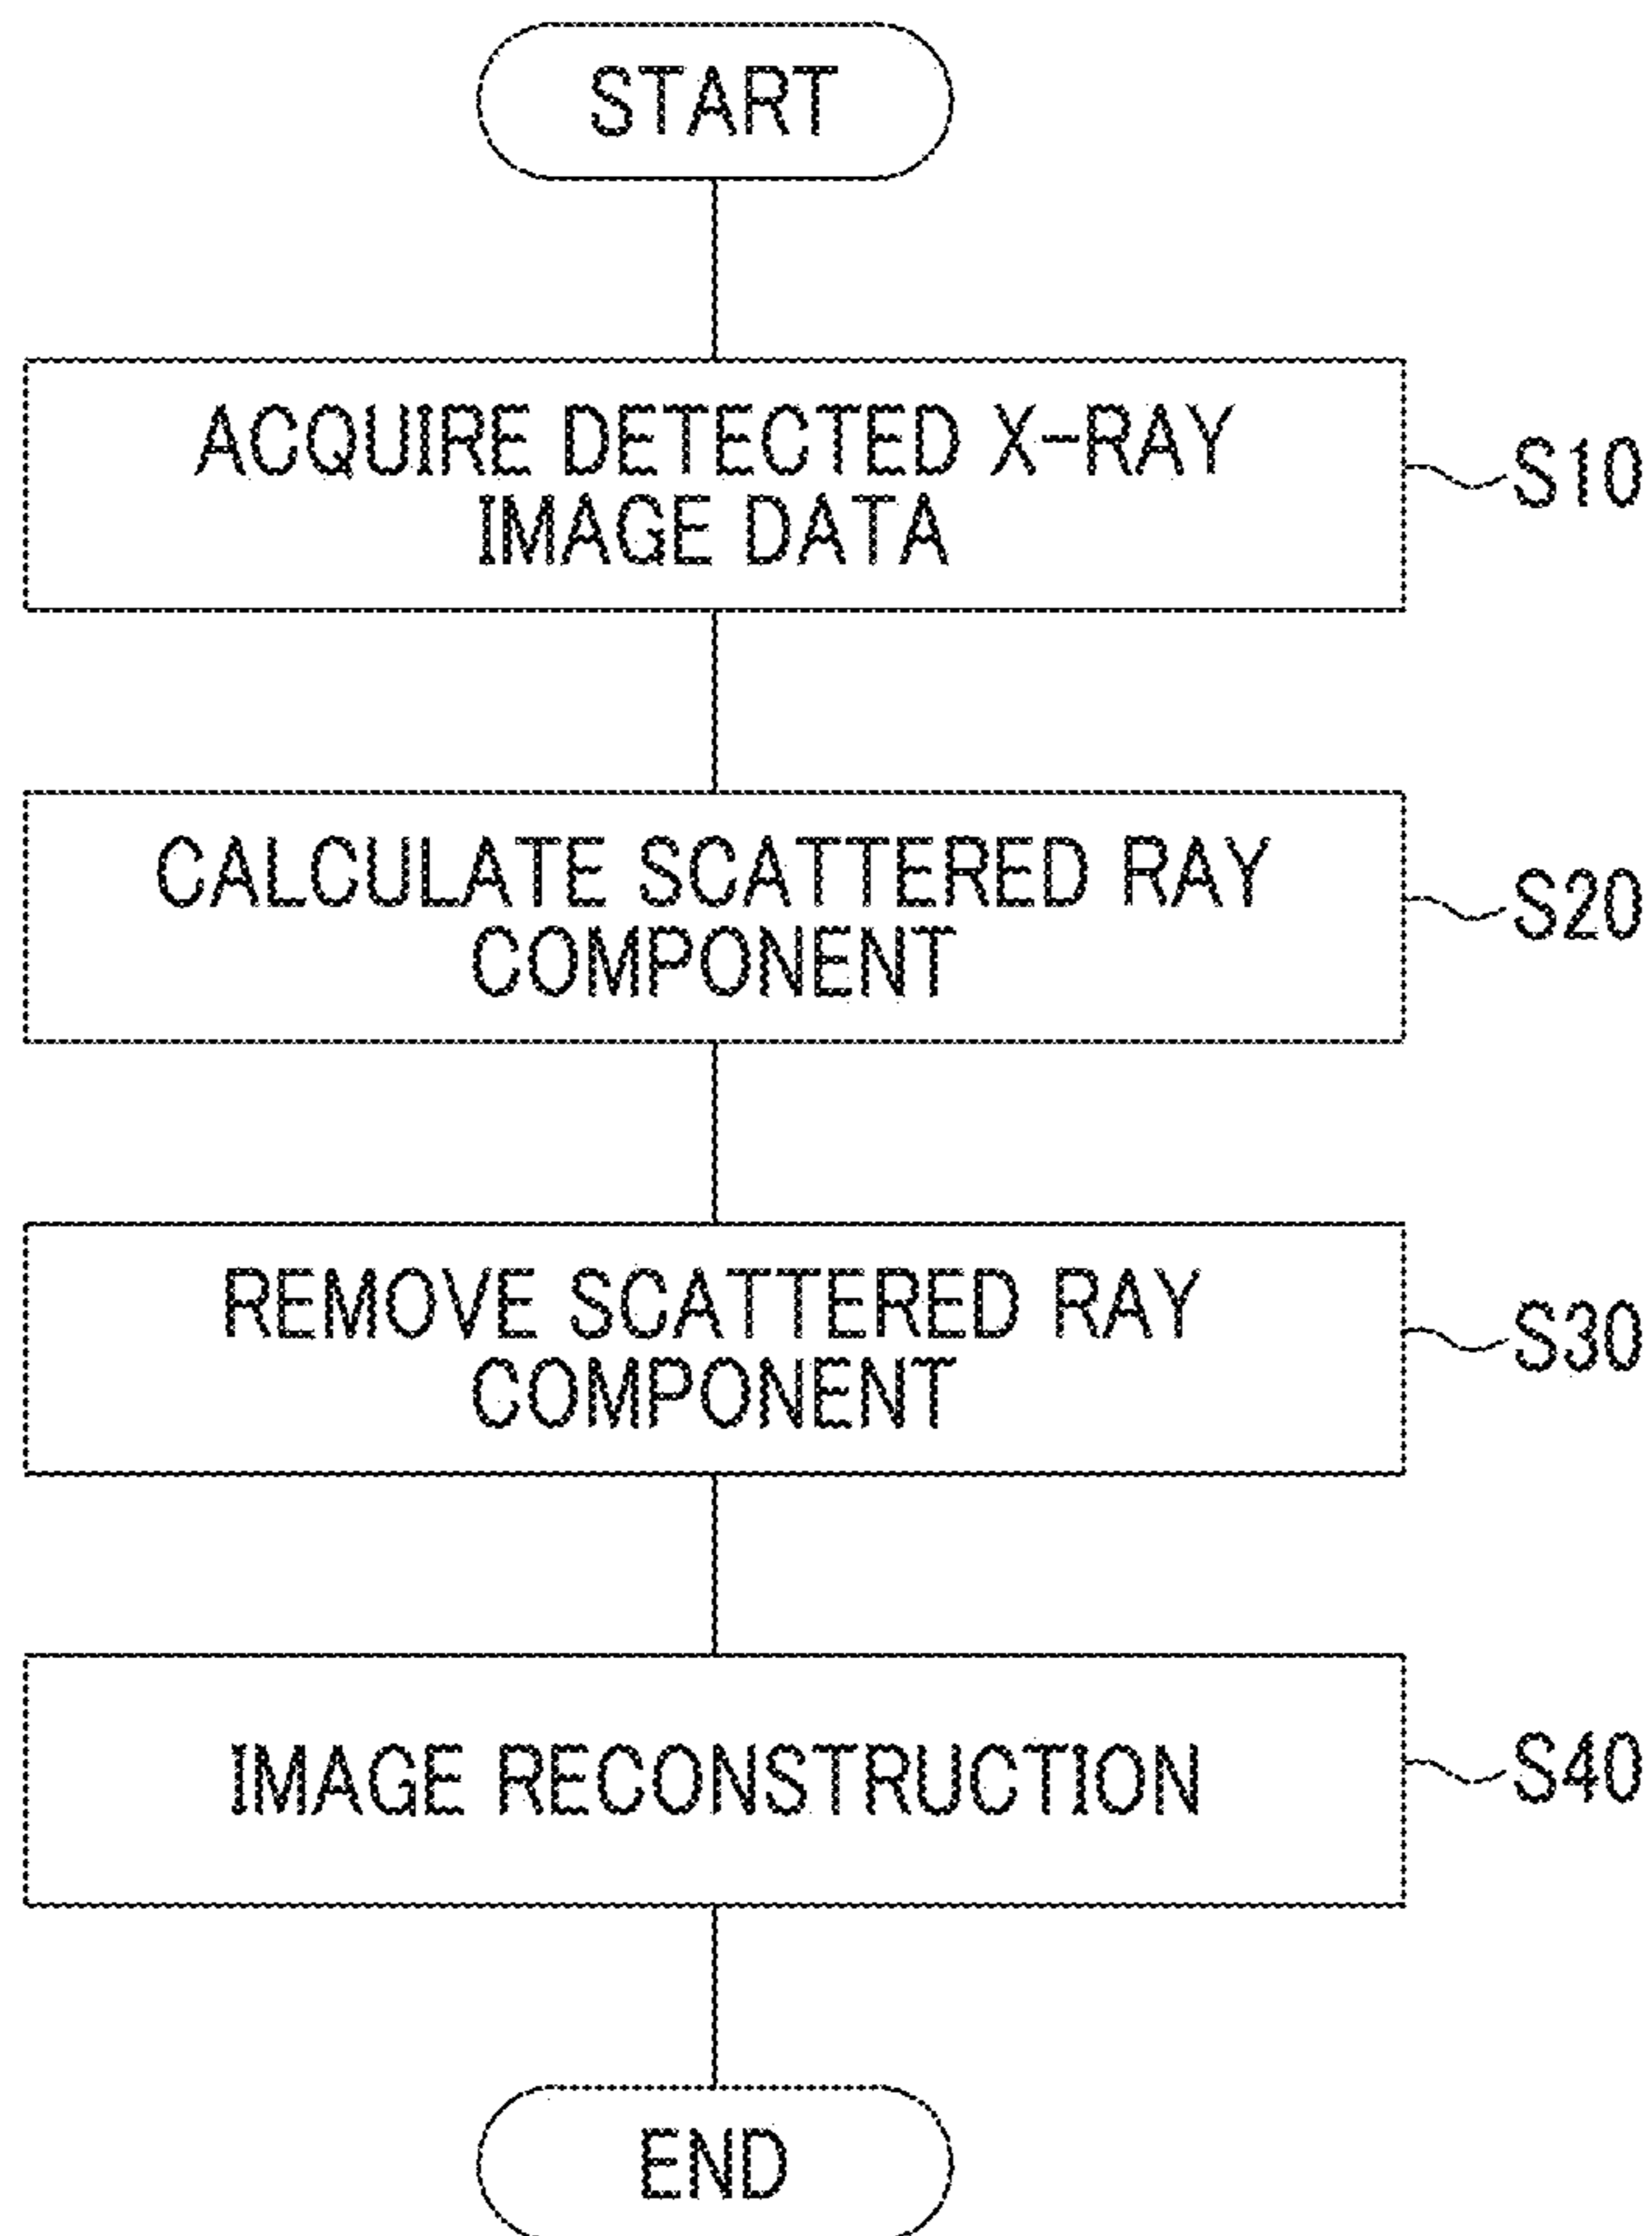 START
ACQUIRE DETECTED X-RAY
IMAGE DATA
S10
CALCULATE SCATTERED RAY
COMPONENT
S20
REMOVE SCATTERED RAY
COMPONENT
S30
IMAGE RECONSTRUCTION
S40
END